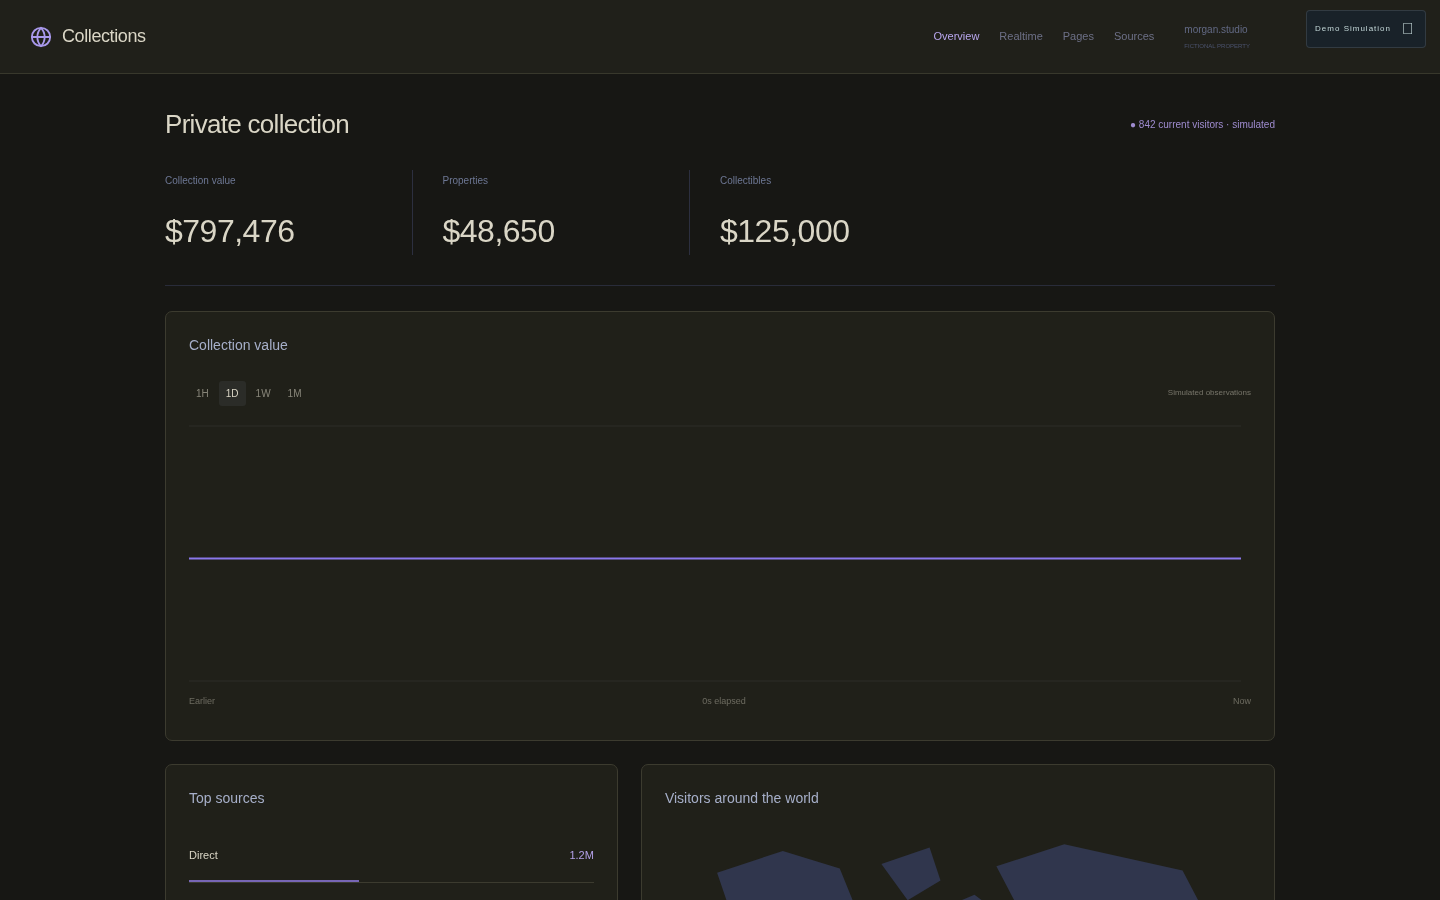 Collections
Overview
Realtime
Pages
Sources
morgan.studio
FICTIONAL PROPERTY
Demo Simulation
Private collection
● 842 current visitors · simulated
Collection value
$797,476
Properties
$48,650
Collectibles
$125,000
Collection value
1H
1D
1W
1M
Simulated observations
Earlier
0s elapsed
Now
Top sources
Direct
1.2M
Visitors around the world